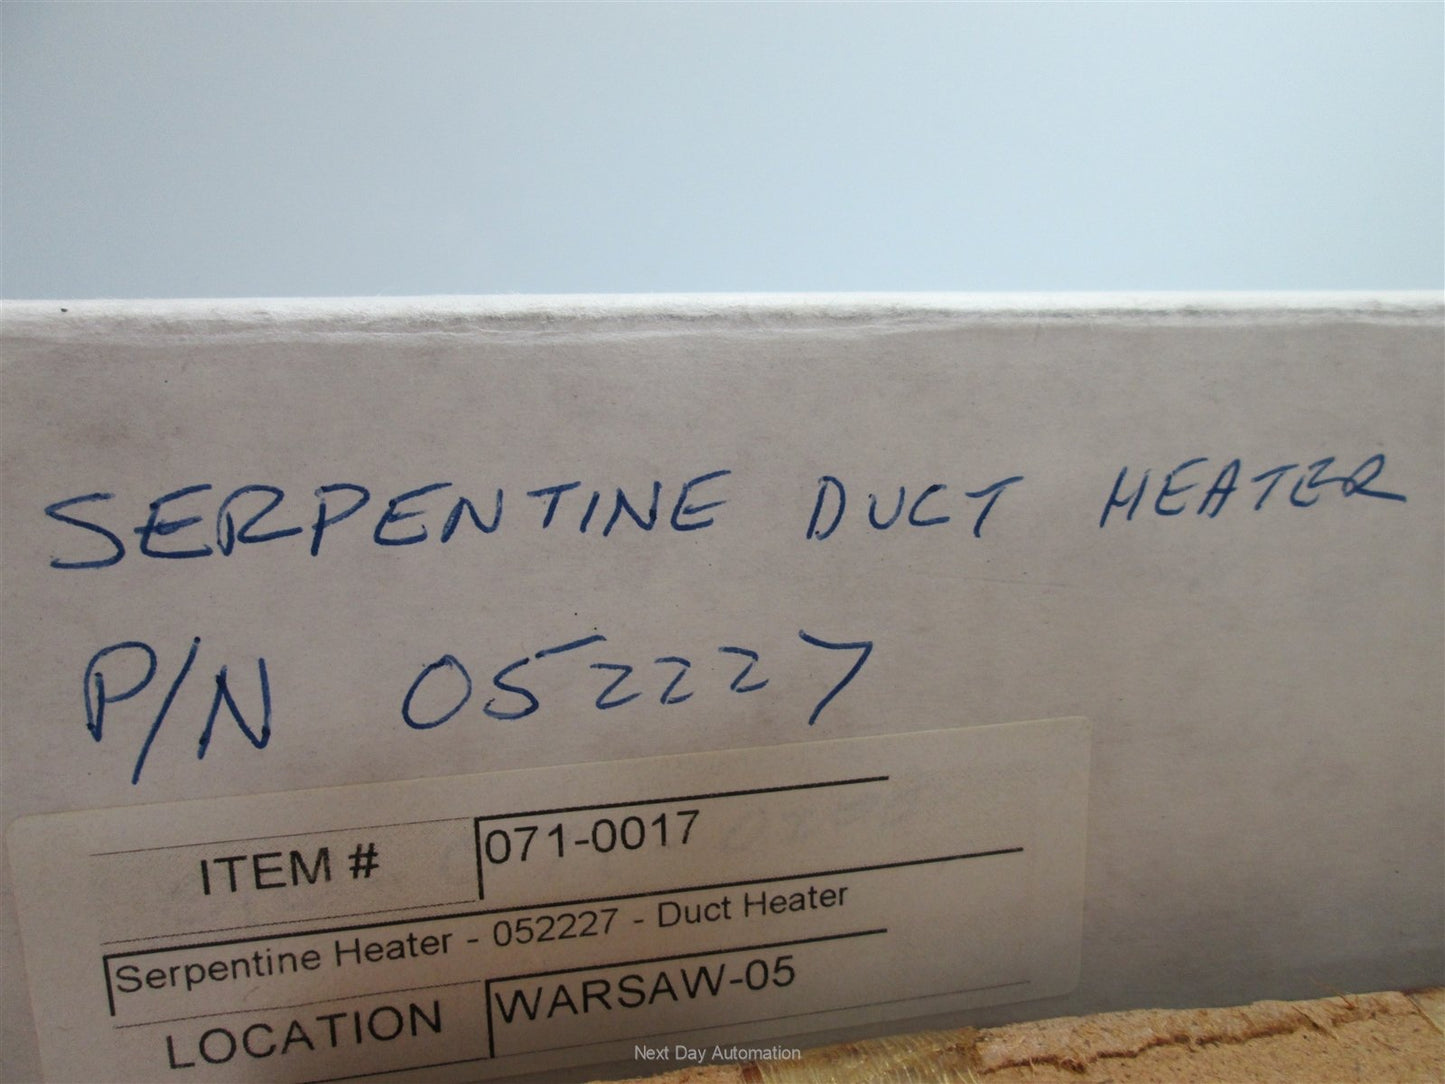 SERPENTINE DUCT HEATER
P/N 052227
ITEM # 071-0017
Serpentine Heater - 052227 - Duct Heater
LOCATION WARSAW-05
Next Day Automation